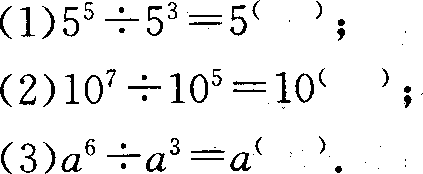 (1)5⁵÷5³=5⁽ ⁾;
(2)10⁷÷10⁵=10⁽ ⁾;
(3)a⁶÷a³=a⁽ ⁾.